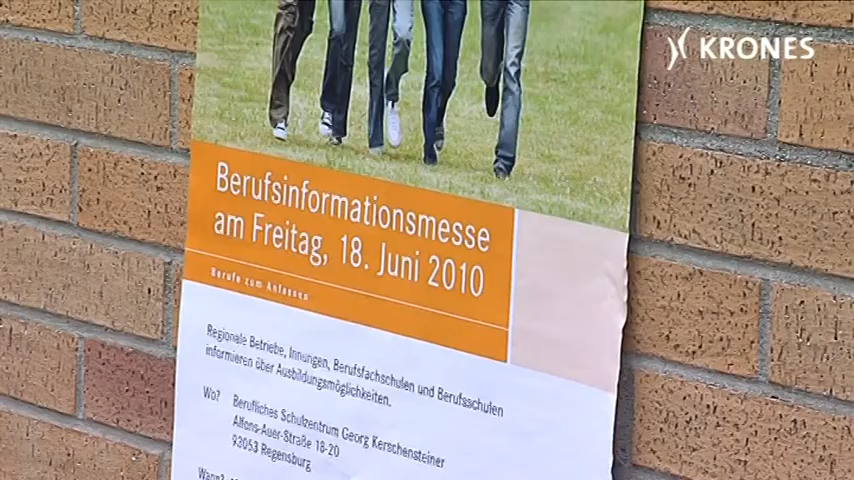 KRONES
Berufsinformationsmesse
am Freitag, 18. Juni 2010
Berufe zum Anfassen
Regionale Betriebe, Innungen, Berufsfachschulen und Berufsschulen
informieren über Ausbildungsmöglichkeiten.
Wo? Berufliches Schulzentrum Georg Kerschensteiner
Alfons-Auer-Straße 18-20
93053 Regensburg
Wann?